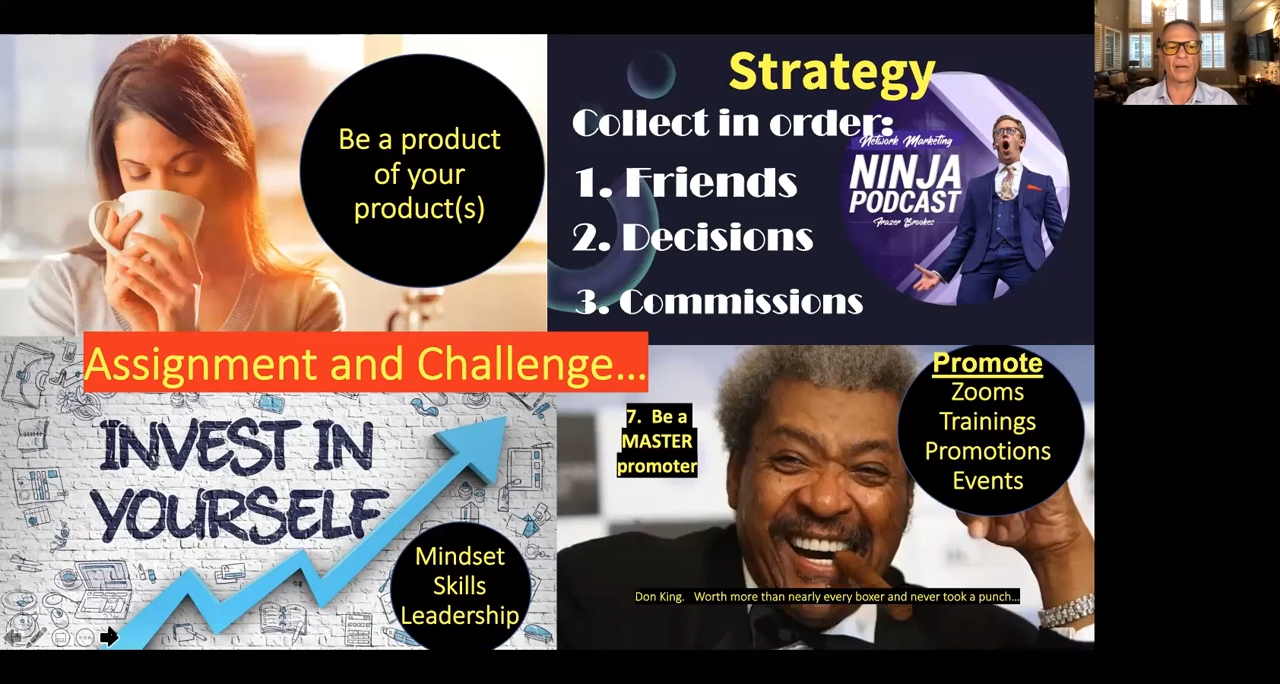 Be a product
of your
product(s)
Strategy
Collect in order:
1. Friends
2. Decisions
3. Commissions
Network Marketing
NINJA
PODCAST
Frazer Brookes
Assignment and Challenge...
INVEST IN
YOURSELF
Mindset
Skills
Leadership
7. Be a
MASTER
promoter
Promote
Zooms
Trainings
Promotions
Events
Don King. Worth more than nearly every boxer and never took a punch...